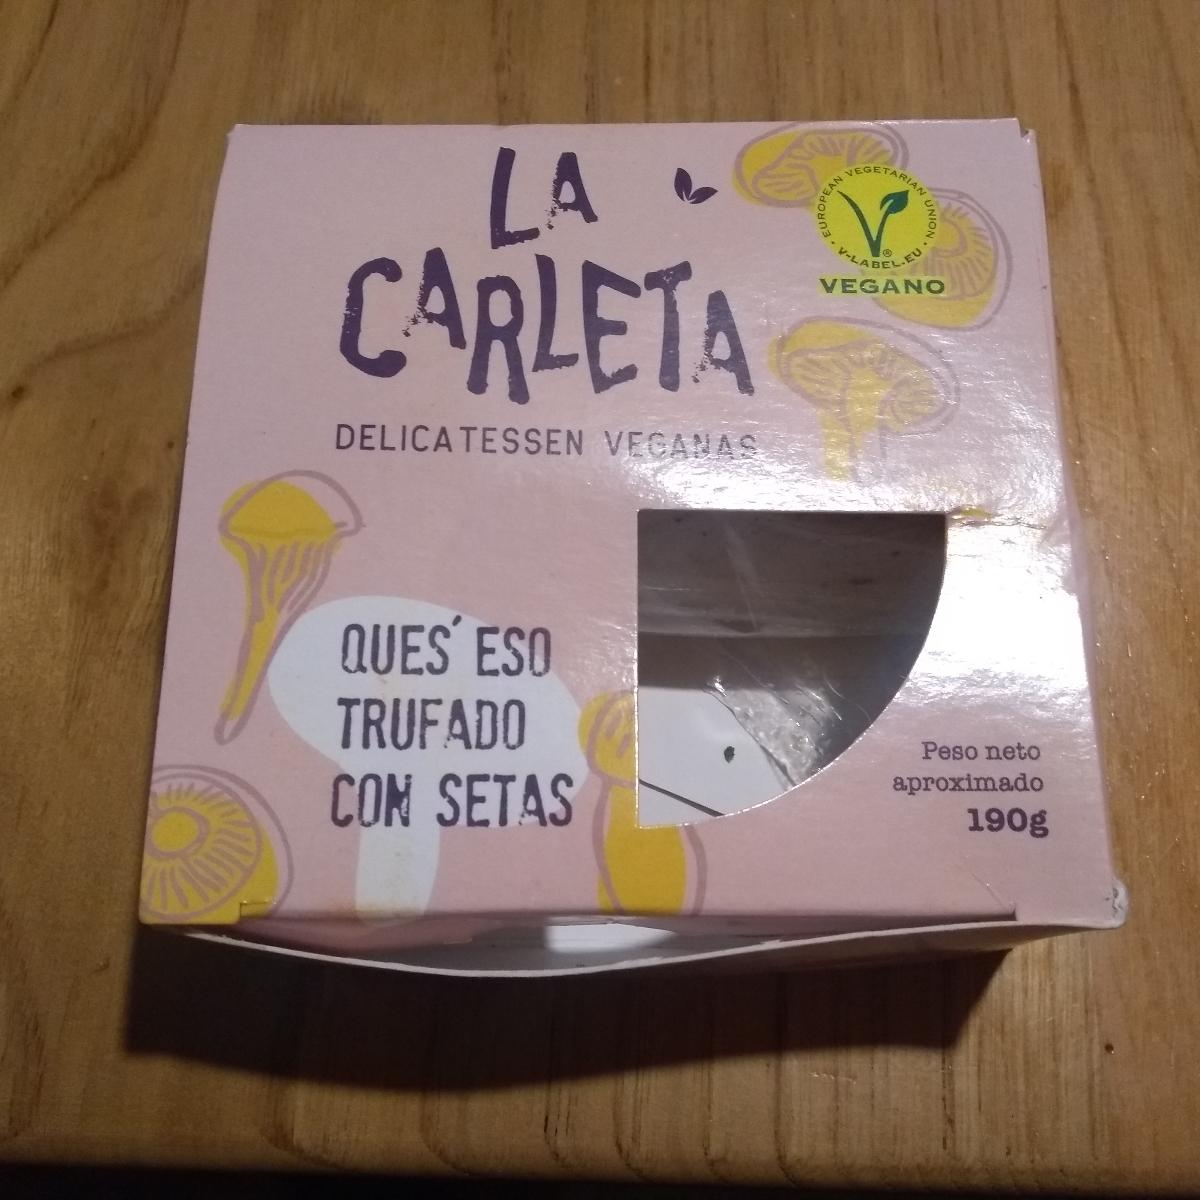 LA
CARLETA
DELICATESSEN VEGANAS
EUROPEAN VEGETARIAN UNION
V-LABEL.EU
®
VEGANO
QUES´ESO
TRUFADO
CON SETAS
Peso neto
aproximado
190g